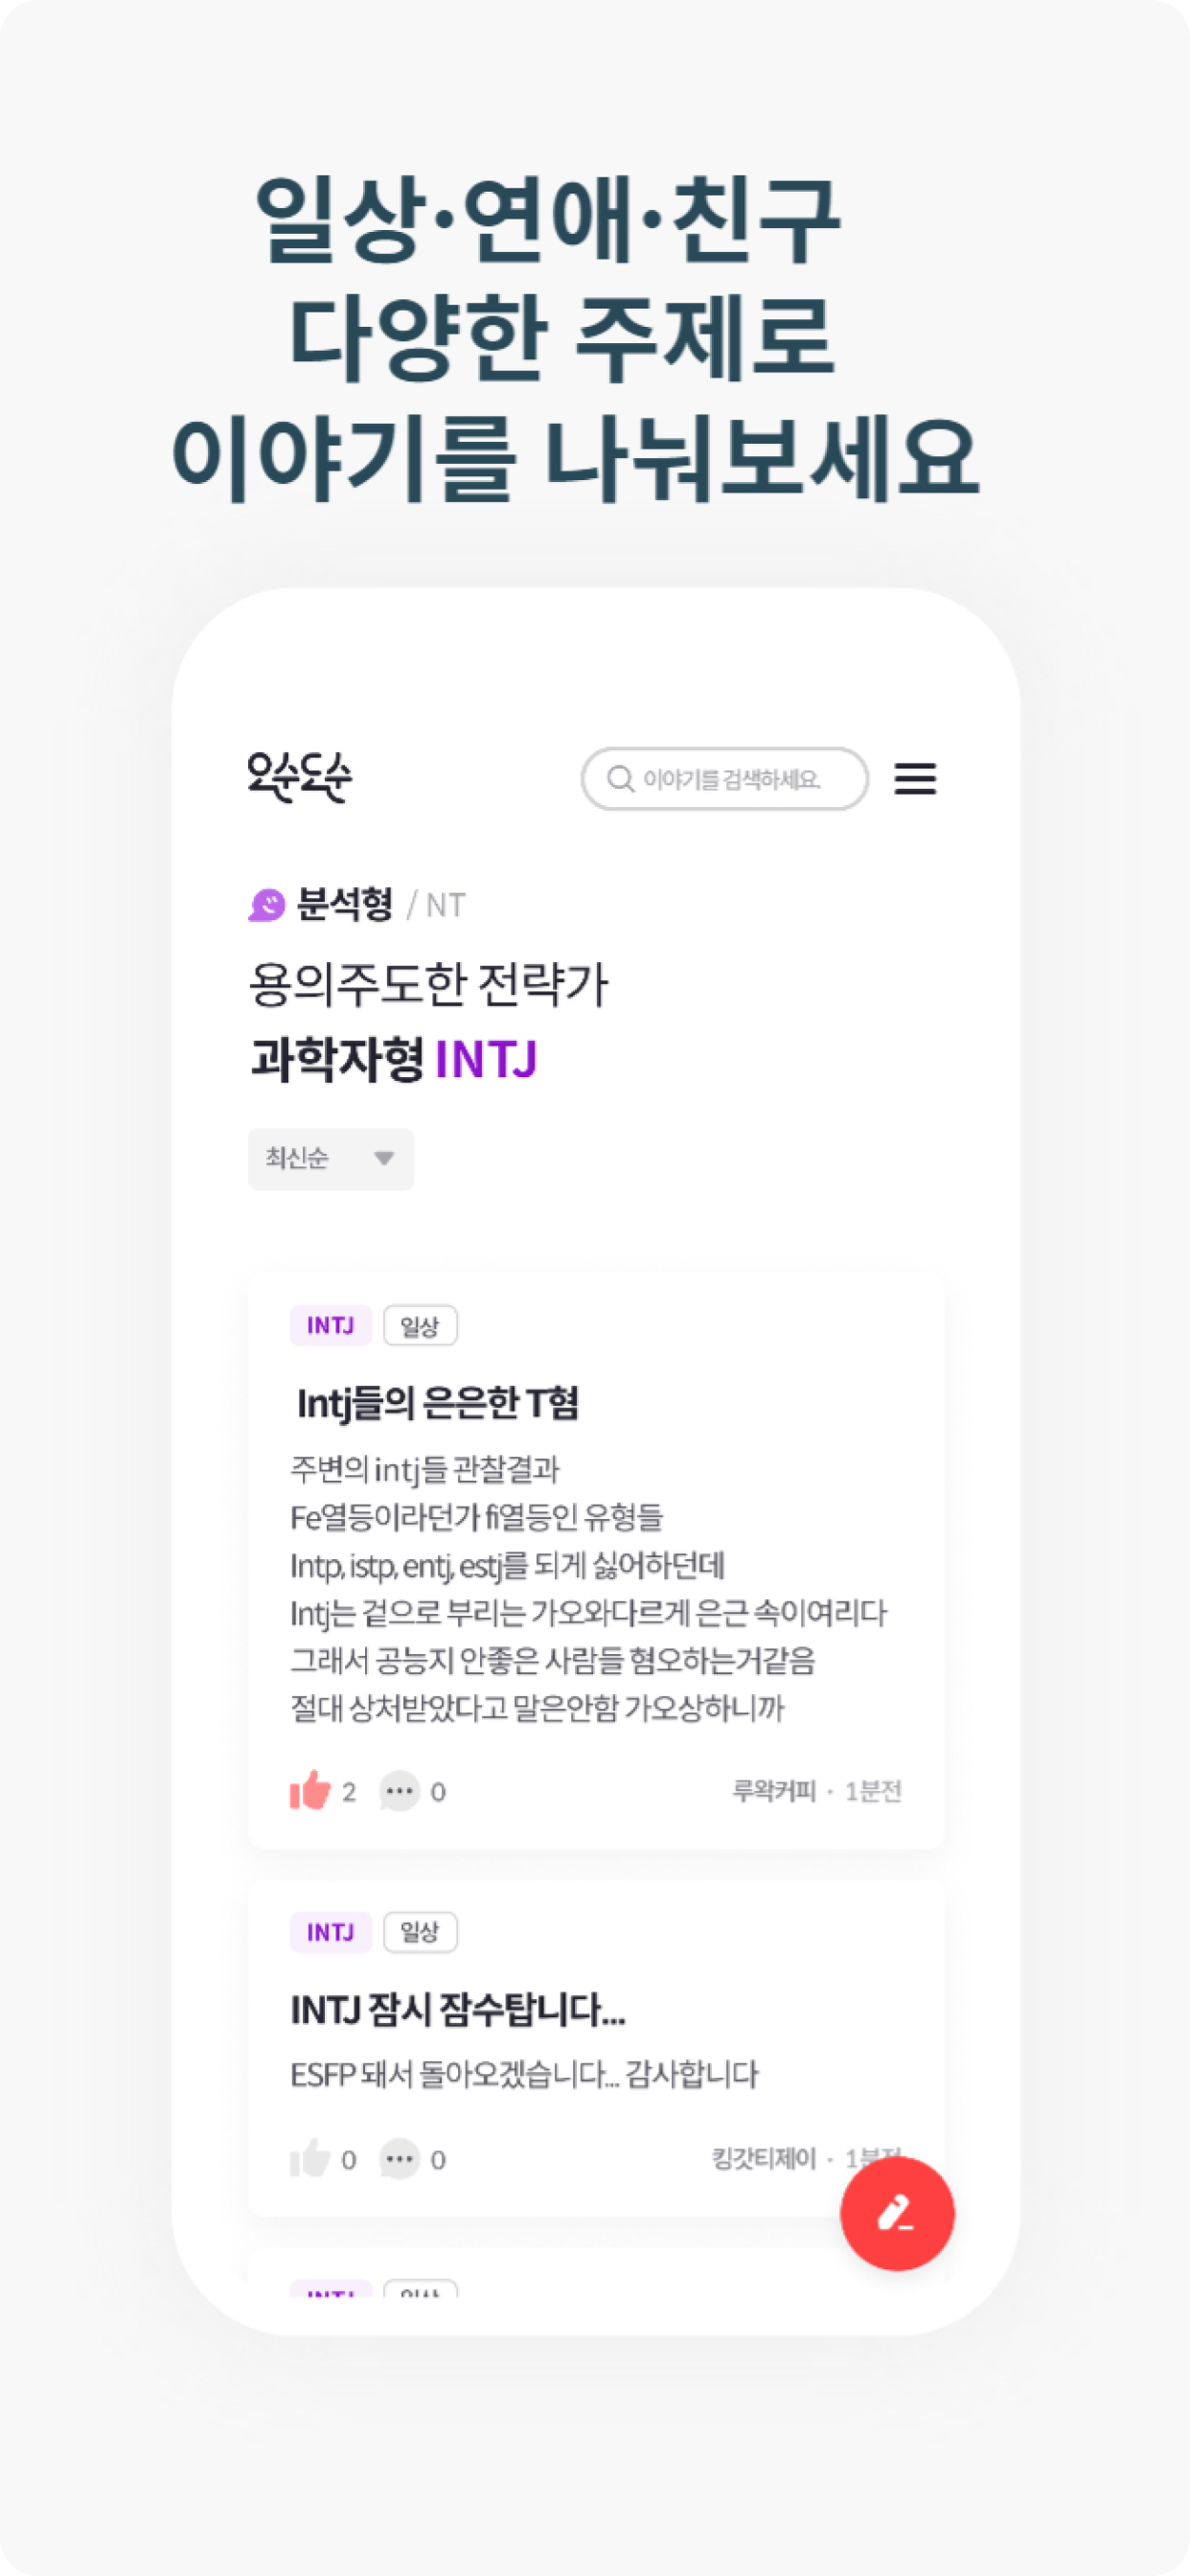 일상·연애·친구
다양한 주제로
이야기를 나눠보세요
이야기를 검색하세요.
분석형 / NT
용의주도한 전략가
과학자형 INTJ
최신순
INTJ 일상
Intj들의 은은한 T혐
주변의 intj들 관찰결과
Fe열등이라던가 fi열등인 유형들
Intp, istp, entj, estj를 되게 싫어하던데
Intj는 겉으로 부리는 가오와다르게 은근 속이여리다
그래서 공능지 안좋은 사람들 혐오하는거같음
절대 상처받았다고 말은안함 가오상하니까
2 0 루왁커피 · 1분전
INTJ 일상
INTJ 잠시 잠수탑니다...
ESFP 돼서 돌아오겠습니다... 감사합니다
0 0 킹갓티제이 · 1분전
INTJ 일상